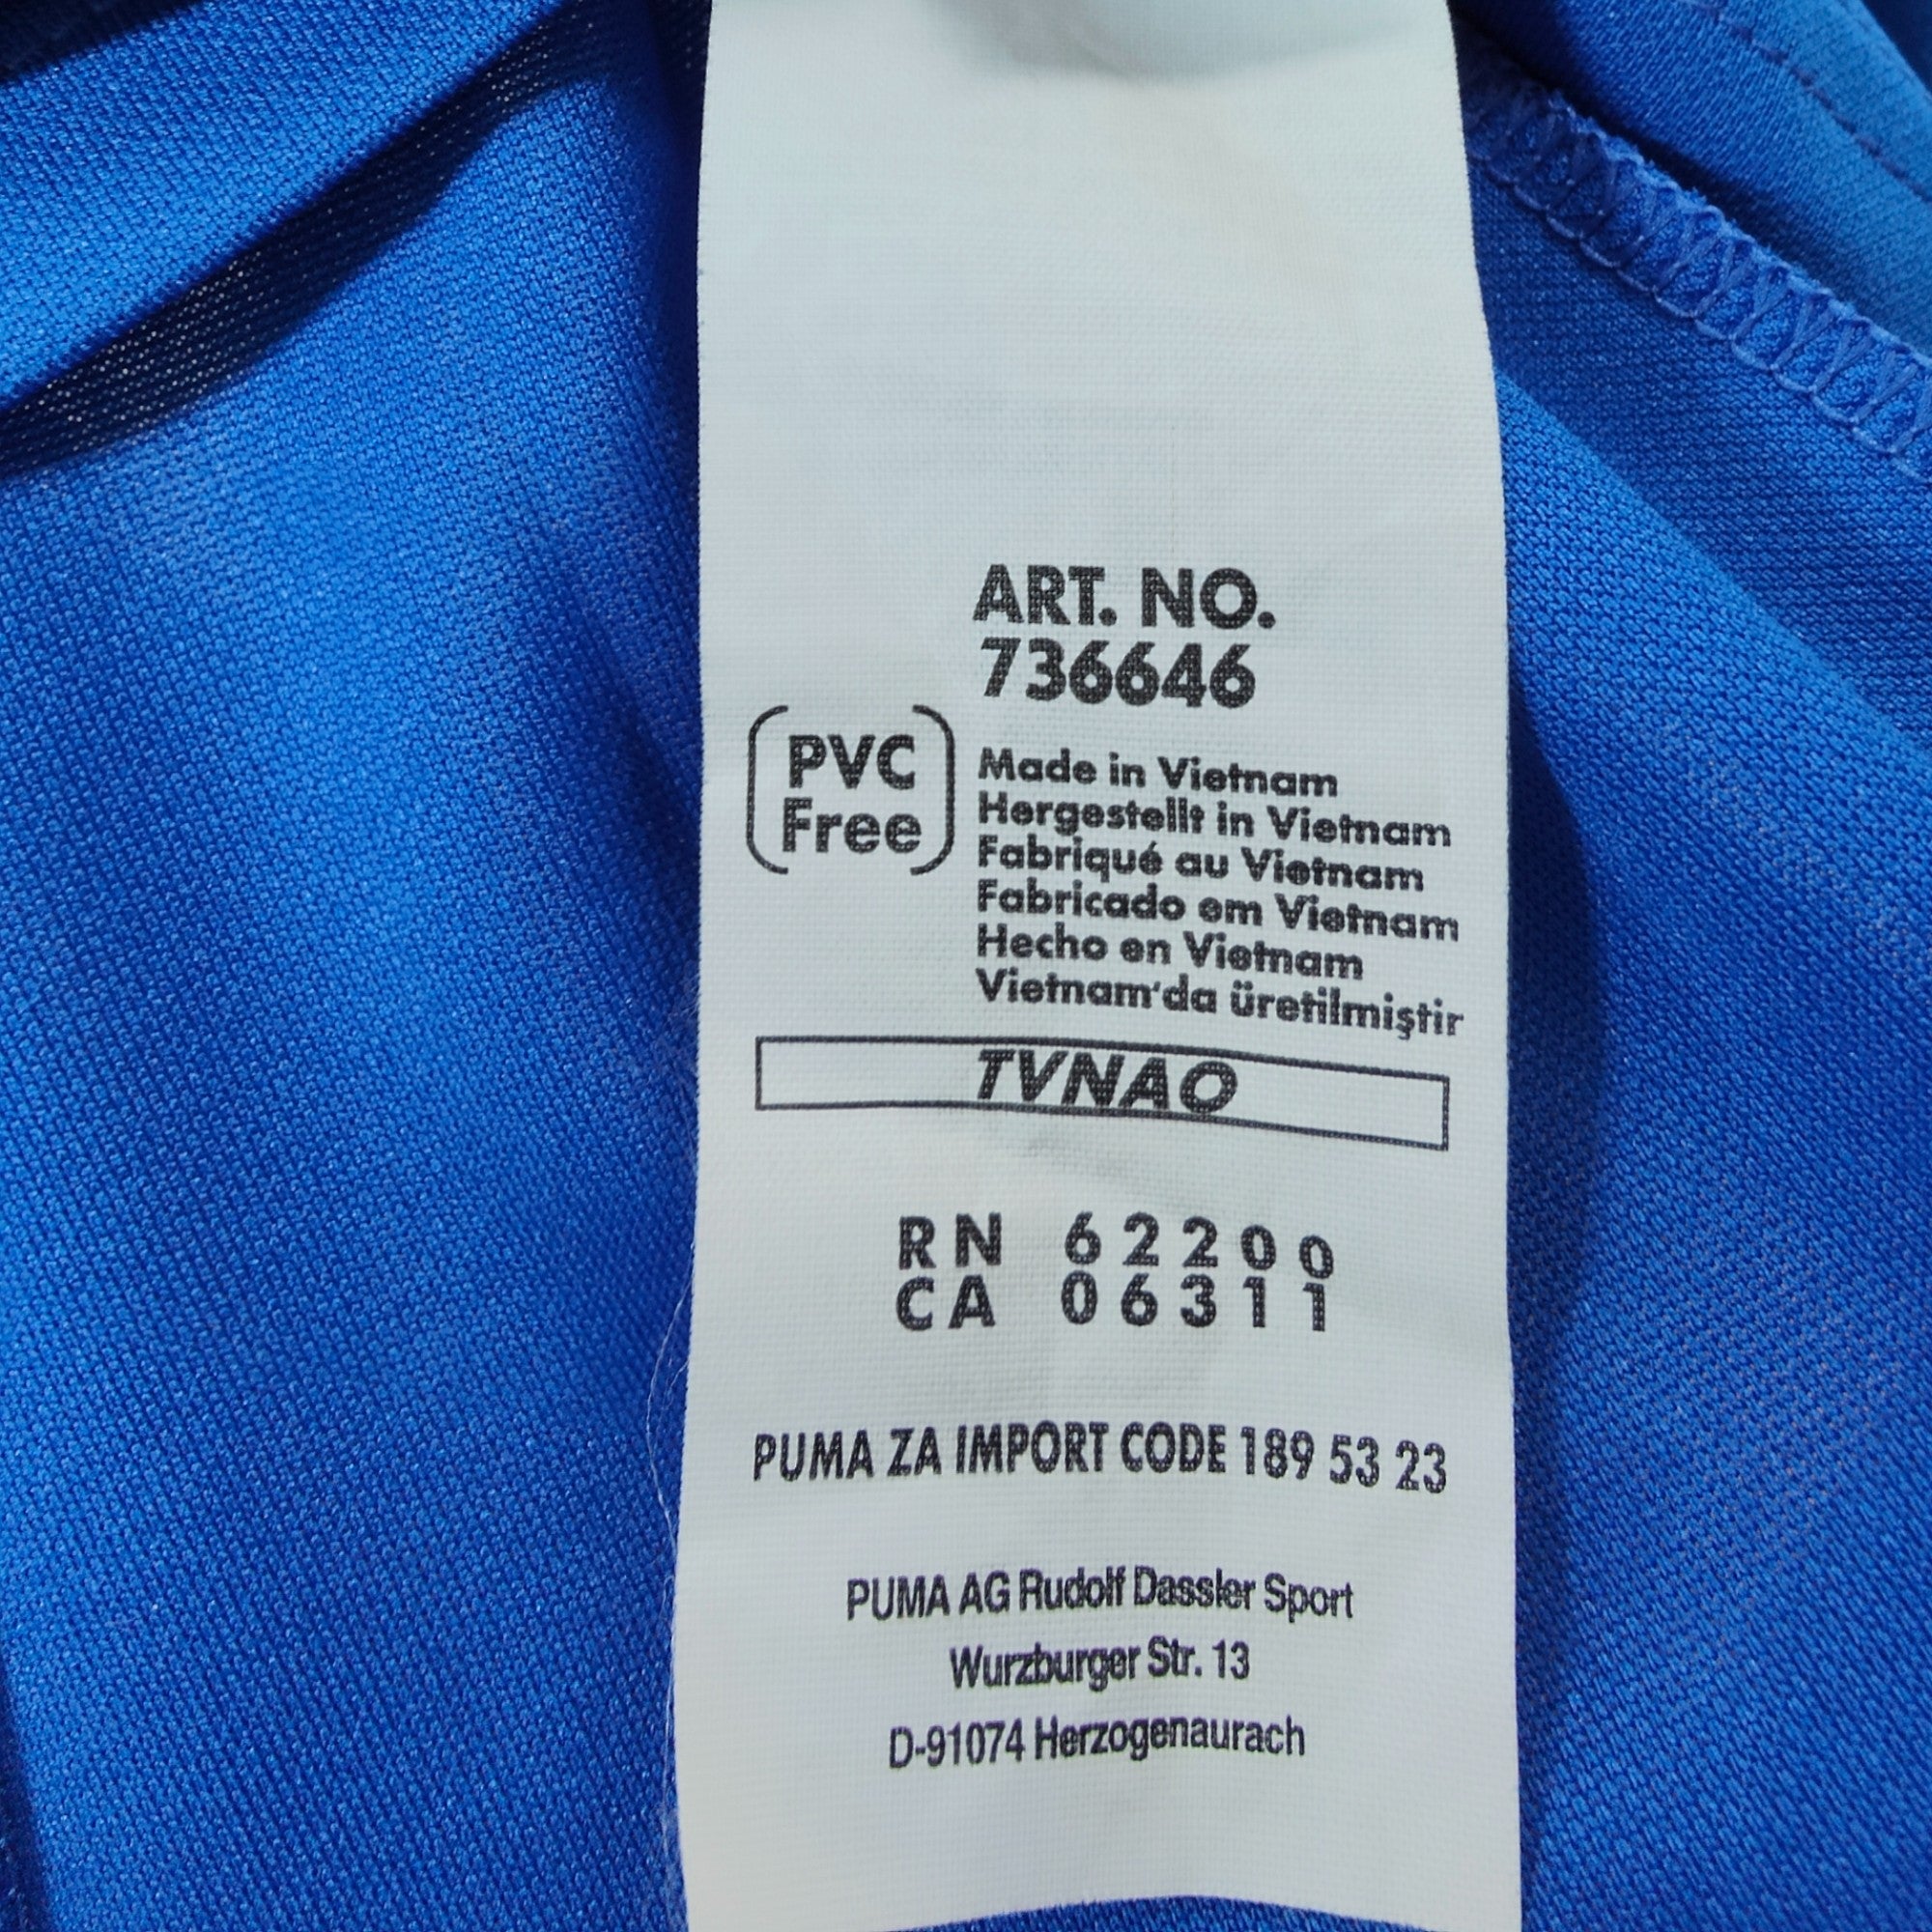 ART. NO.
736646
PVC
Free
Made in Vietnam
Hergestellt in Vietnam
Fabriqué au Vietnam
Fabricado em Vietnam
Hecho en Vietnam
Vietnam'da üretilmiştir
TVNAO
RN 62200
CA 06311
PUMA ZA IMPORT CODE 189 53 23
PUMA AG Rudolf Dassler Sport
Wurzburger Str. 13
D-91074 Herzogenaurach